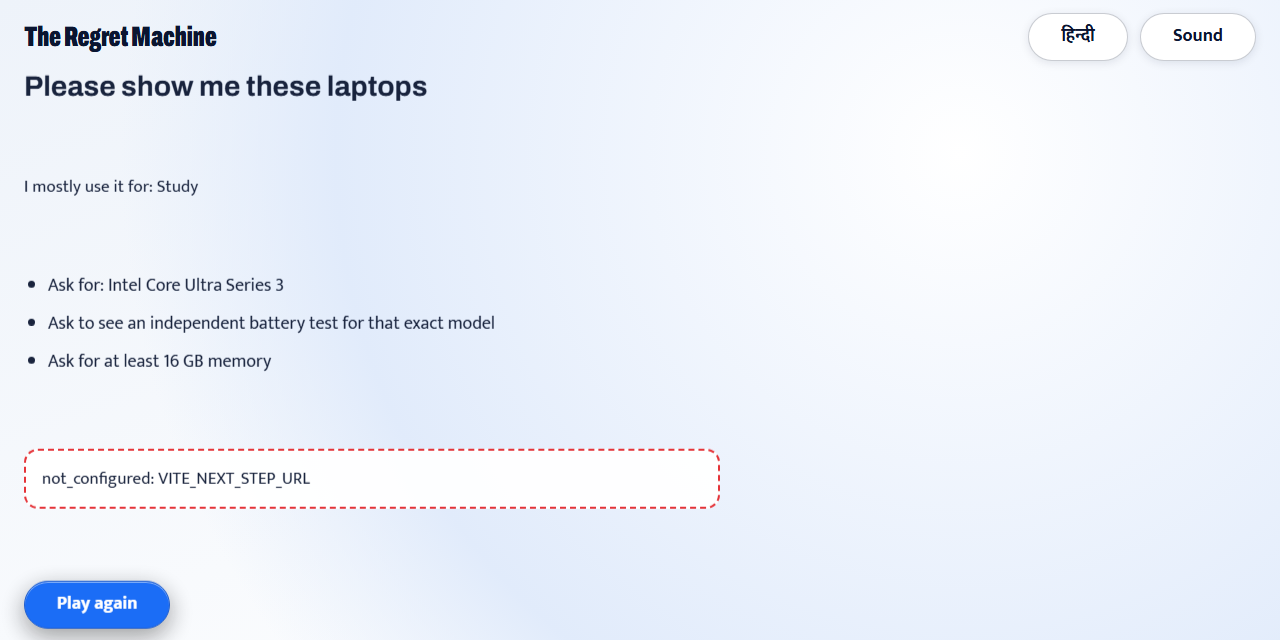 The Regret Machine
हिन्दी
Sound
Please show me these laptops
I mostly use it for: Study
Ask for: Intel Core Ultra Series 3
Ask to see an independent battery test for that exact model
Ask for at least 16 GB memory
not_configured: VITE_NEXT_STEP_URL
Play again